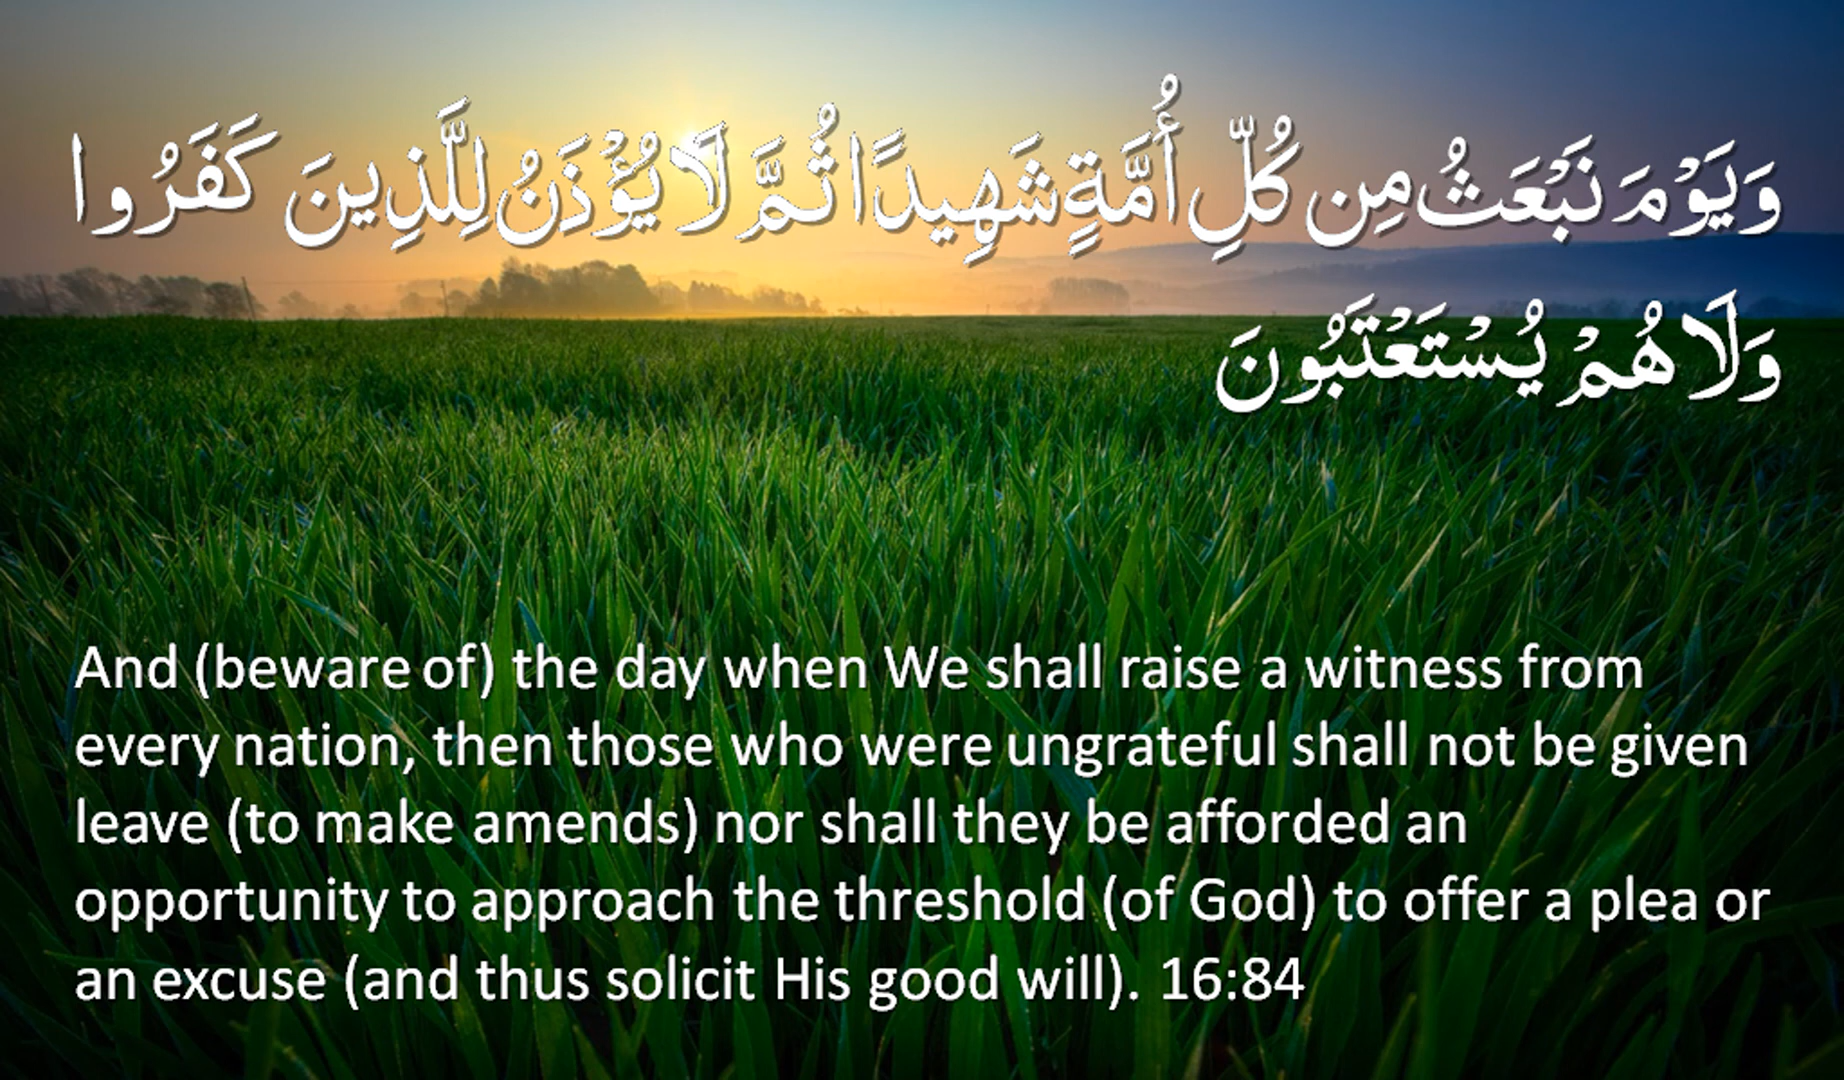 وَيَوْمَ نَبْعَثُ مِن كُلِّ أُمَّةٍ شَهِيدًا ثُمَّ لَا يُؤْذَنُ لِلَّذِينَ كَفَرُوا
وَلَا هُمْ يُسْتَعْتَبُونَ
And (beware of) the day when We shall raise a witness from
every nation, then those who were ungrateful shall not be given
leave (to make amends) nor shall they be afforded an
opportunity to approach the threshold (of God) to offer a plea or
an excuse (and thus solicit His good will). 16:84